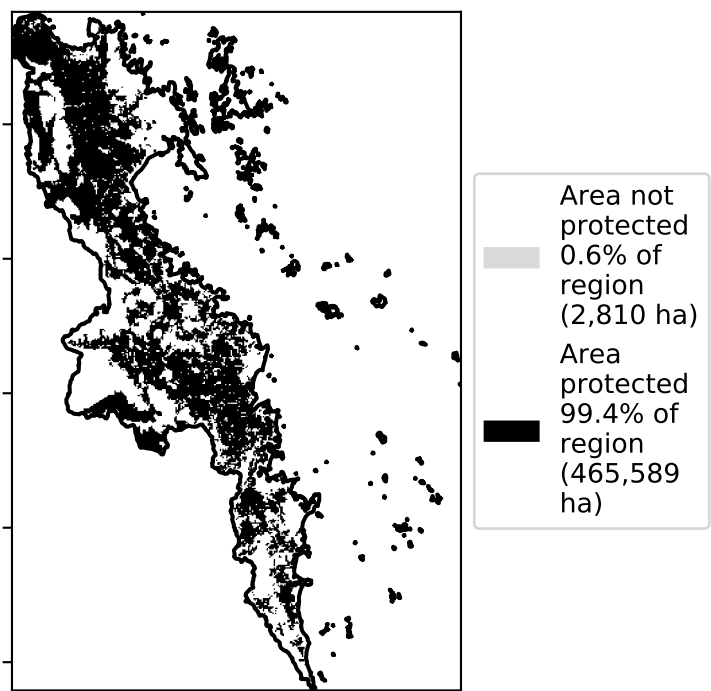 Area not
protected
0.6% of
region
(2,810 ha)
Area
protected
99.4% of
region
(465,589
ha)